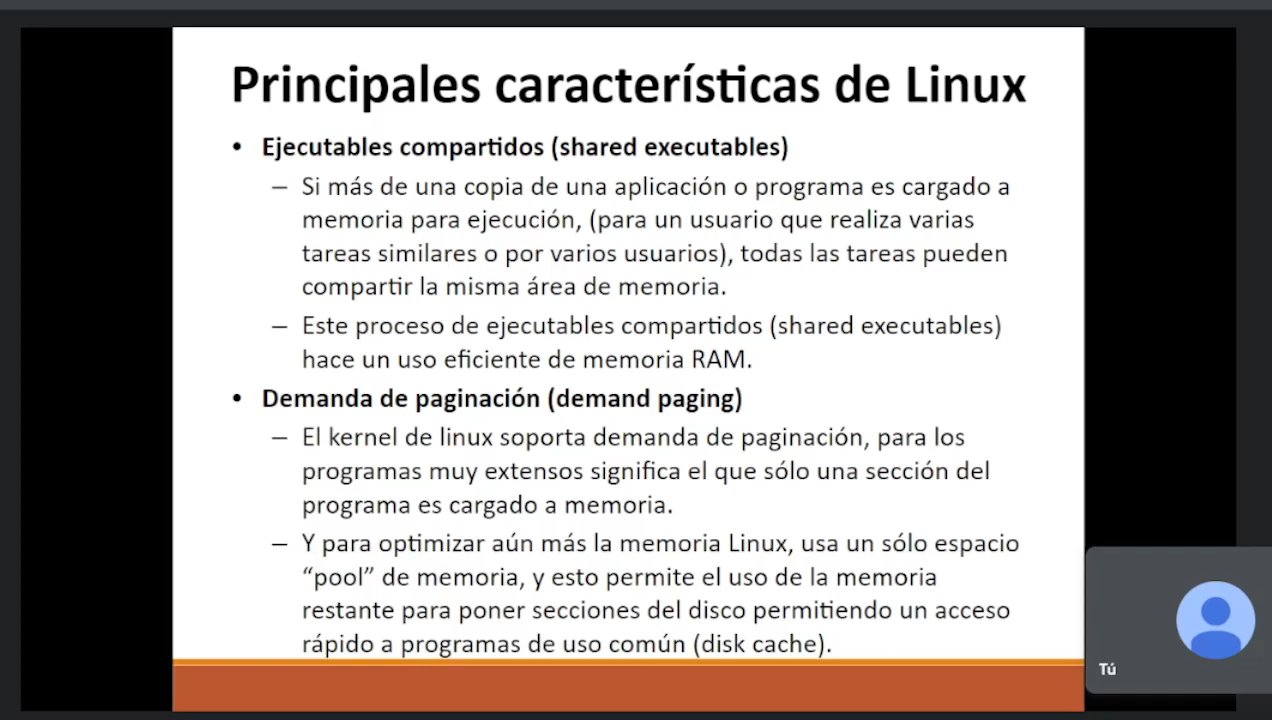 Principales características de Linux
• Ejecutables compartidos (shared executables)
– Si más de una copia de una aplicación o programa es cargado a
memoria para ejecución, (para un usuario que realiza varias
tareas similares o por varios usuarios), todas las tareas pueden
compartir la misma área de memoria.
– Este proceso de ejecutables compartidos (shared executables)
hace un uso eficiente de memoria RAM.
• Demanda de paginación (demand paging)
– El kernel de linux soporta demanda de paginación, para los
programas muy extensos significa el que sólo una sección del
programa es cargado a memoria.
– Y para optimizar aún más la memoria Linux, usa un sólo espacio
“pool” de memoria, y esto permite el uso de la memoria
restante para poner secciones del disco permitiendo un acceso
rápido a programas de uso común (disk cache).
Tú